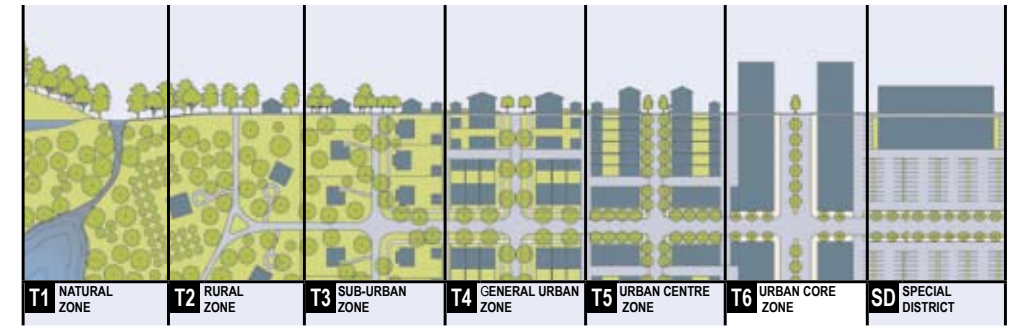 T1 NATURAL
ZONE
T2 RURAL
ZONE
T3 SUB-URBAN
ZONE
T4 GENERAL URBAN
ZONE
T5 URBAN CENTRE
ZONE
T6 URBAN CORE
ZONE
SD SPECIAL
DISTRICT